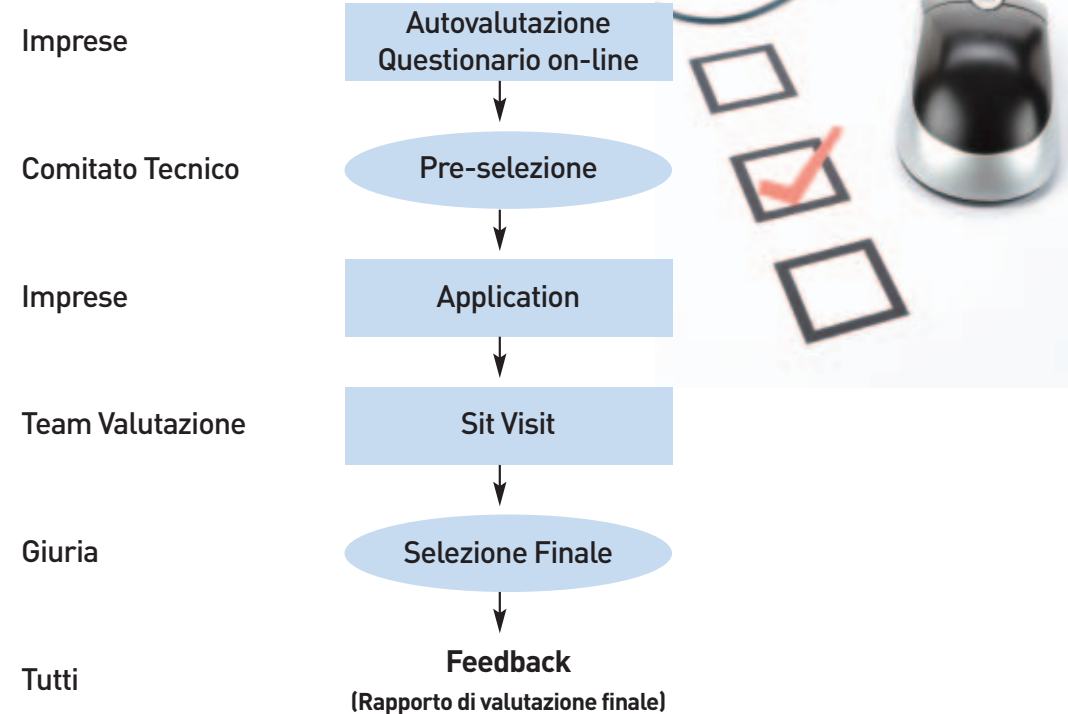 Imprese
Autovalutazione
Questionario on-line
Comitato Tecnico
Pre-selezione
Imprese
Application
Team Valutazione
Sit Visit
Giuria
Selezione Finale
Tutti
Feedback
(Rapporto di valutazione finale)